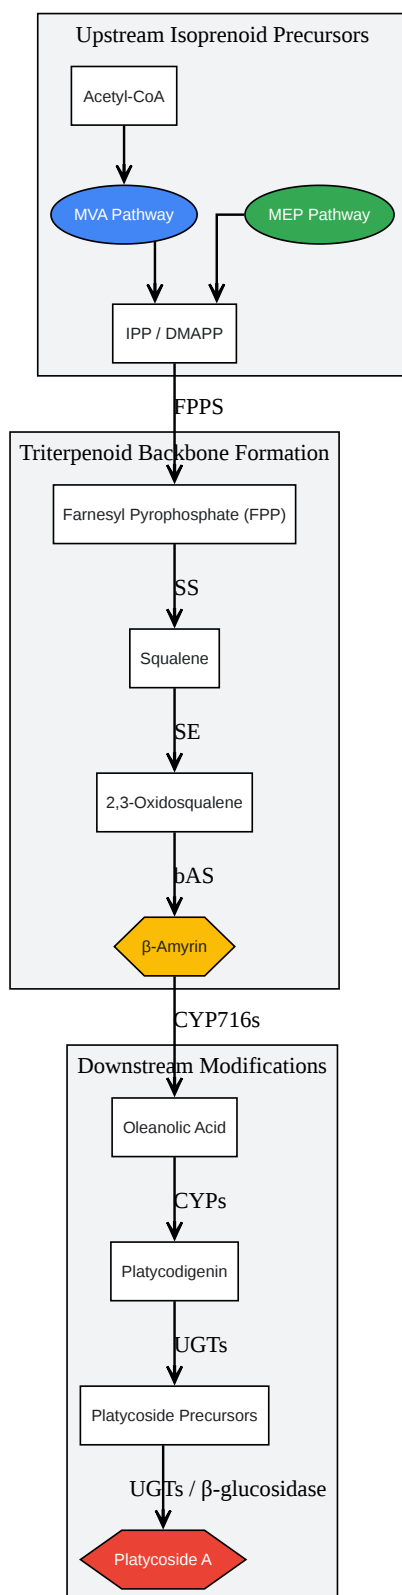 Upstream Isoprenoid Precursors
Acetyl-CoA
MVA Pathway
MEP Pathway
IPP / DMAPP
FPPS
Triterpenoid Backbone Formation
Farnesyl Pyrophosphate (FPP)
SS
Squalene
SE
2,3-Oxidosqualene
bAS
β-Amyrin
CYP716s
Downstream Modifications
Oleanolic Acid
CYPs
Platycodigenin
UGTs
Platycoside Precursors
UGTs / β-glucosidase
Platycoside A